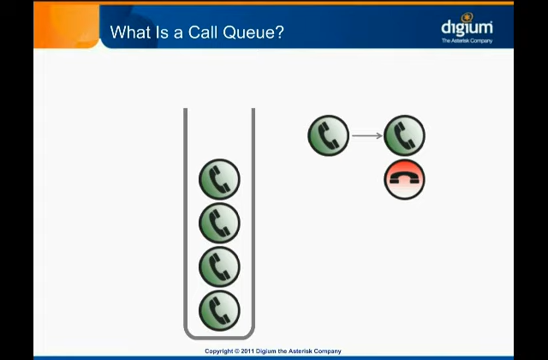 What Is a Call Queue?
digium
The Asterisk Company
Copyright © 2011 Digium the Asterisk Company